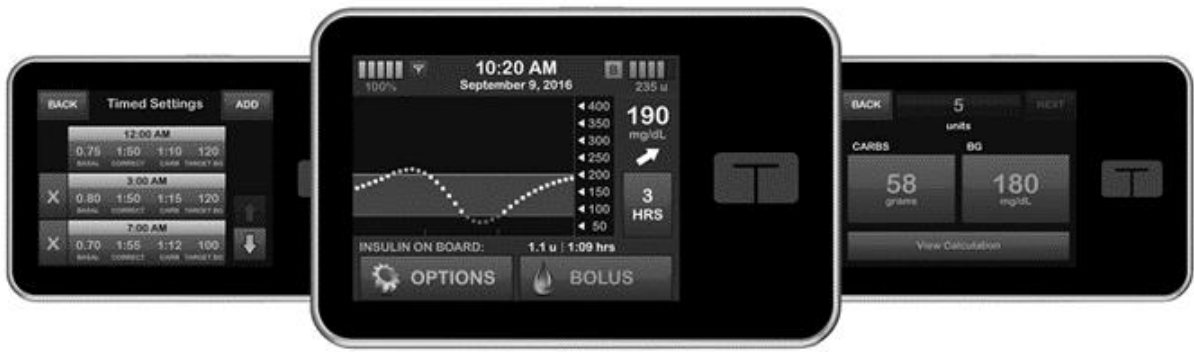 BACK Timed Settings ADD
12:00 AM
0.75 1:50 1:10 120
BASAL CORRECT CARB TARGET BG
X 3:00 AM
0.80 1:50 1:15 120
BASAL CORRECT CARB TARGET BG
X 7:00 AM
0.70 1:55 1:12 100
BASAL CORRECT CARB TARGET BG
10:20 AM
100% September 9, 2016 B 235 u
400
350
300
250
200
150
100
50
190
mg/dL
3
HRS
INSULIN ON BOARD: 1.1 u | 1:09 hrs
OPTIONS BOLUS
T
BACK 5 NEXT
units
CARBS BG
58 180
grams mg/dL
View Calculation
T